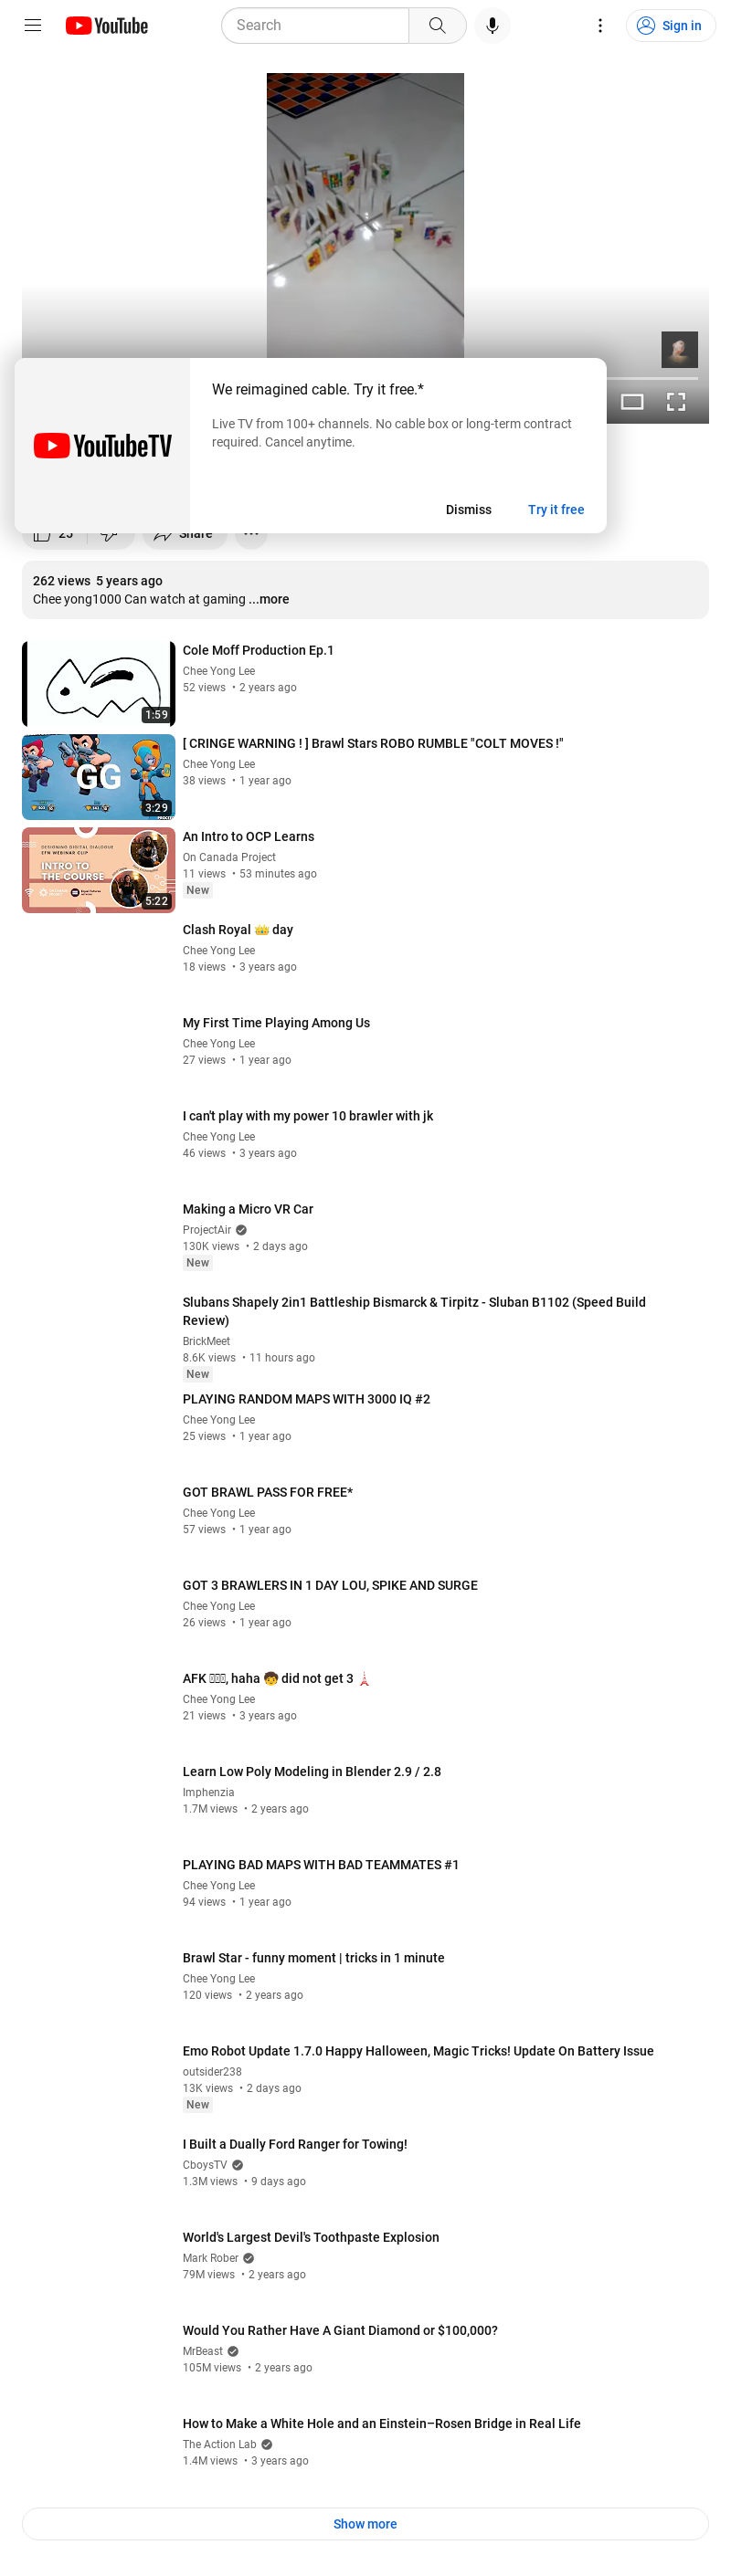 YouTube
Search
Sign in
We reimagined cable. Try it free.*
Live TV from 100+ channels. No cable box or long-term contract
required. Cancel anytime.
YouTubeTV
Dismiss
Try it free
25
Share
262 views 5 years ago
Chee yong1000 Can watch at gaming ...more
Cole Moff Production Ep.1
Chee Yong Lee
52 views • 2 years ago
1:59
[ CRINGE WARNING ! ] Brawl Stars ROBO RUMBLE "COLT MOVES !"
Chee Yong Lee
38 views • 1 year ago
GG
3:29
An Intro to OCP Learns
On Canada Project
11 views • 53 minutes ago
New
DESIGNING DIGITAL DIALOGUE
CFN WEBINAR CLIP
INTRO TO
THE COURSE
5:22
Clash Royal 👑 day
Chee Yong Lee
18 views • 3 years ago
My First Time Playing Among Us
Chee Yong Lee
27 views • 1 year ago
I can't play with my power 10 brawler with jk
Chee Yong Lee
46 views • 3 years ago
Making a Micro VR Car
ProjectAir
130K views • 2 days ago
New
Slubans Shapely 2in1 Battleship Bismarck & Tirpitz - Sluban B1102 (Speed Build
Review)
BrickMeet
8.6K views • 11 hours ago
New
PLAYING RANDOM MAPS WITH 3000 IQ #2
Chee Yong Lee
25 views • 1 year ago
GOT BRAWL PASS FOR FREE*
Chee Yong Lee
57 views • 1 year ago
GOT 3 BRAWLERS IN 1 DAY LOU, SPIKE AND SURGE
Chee Yong Lee
26 views • 1 year ago
AFK , haha 🧒 did not get 3 🗼
Chee Yong Lee
21 views • 3 years ago
Learn Low Poly Modeling in Blender 2.9 / 2.8
Imphenzia
1.7M views • 2 years ago
PLAYING BAD MAPS WITH BAD TEAMMATES #1
Chee Yong Lee
94 views • 1 year ago
Brawl Star - funny moment | tricks in 1 minute
Chee Yong Lee
120 views • 2 years ago
Emo Robot Update 1.7.0 Happy Halloween, Magic Tricks! Update On Battery Issue
outsider238
13K views • 2 days ago
New
I Built a Dually Ford Ranger for Towing!
CboysTV
1.3M views • 9 days ago
World's Largest Devil's Toothpaste Explosion
Mark Rober
79M views • 2 years ago
Would You Rather Have A Giant Diamond or $100,000?
MrBeast
105M views • 2 years ago
How to Make a White Hole and an Einstein–Rosen Bridge in Real Life
The Action Lab
1.4M views • 3 years ago
Show more